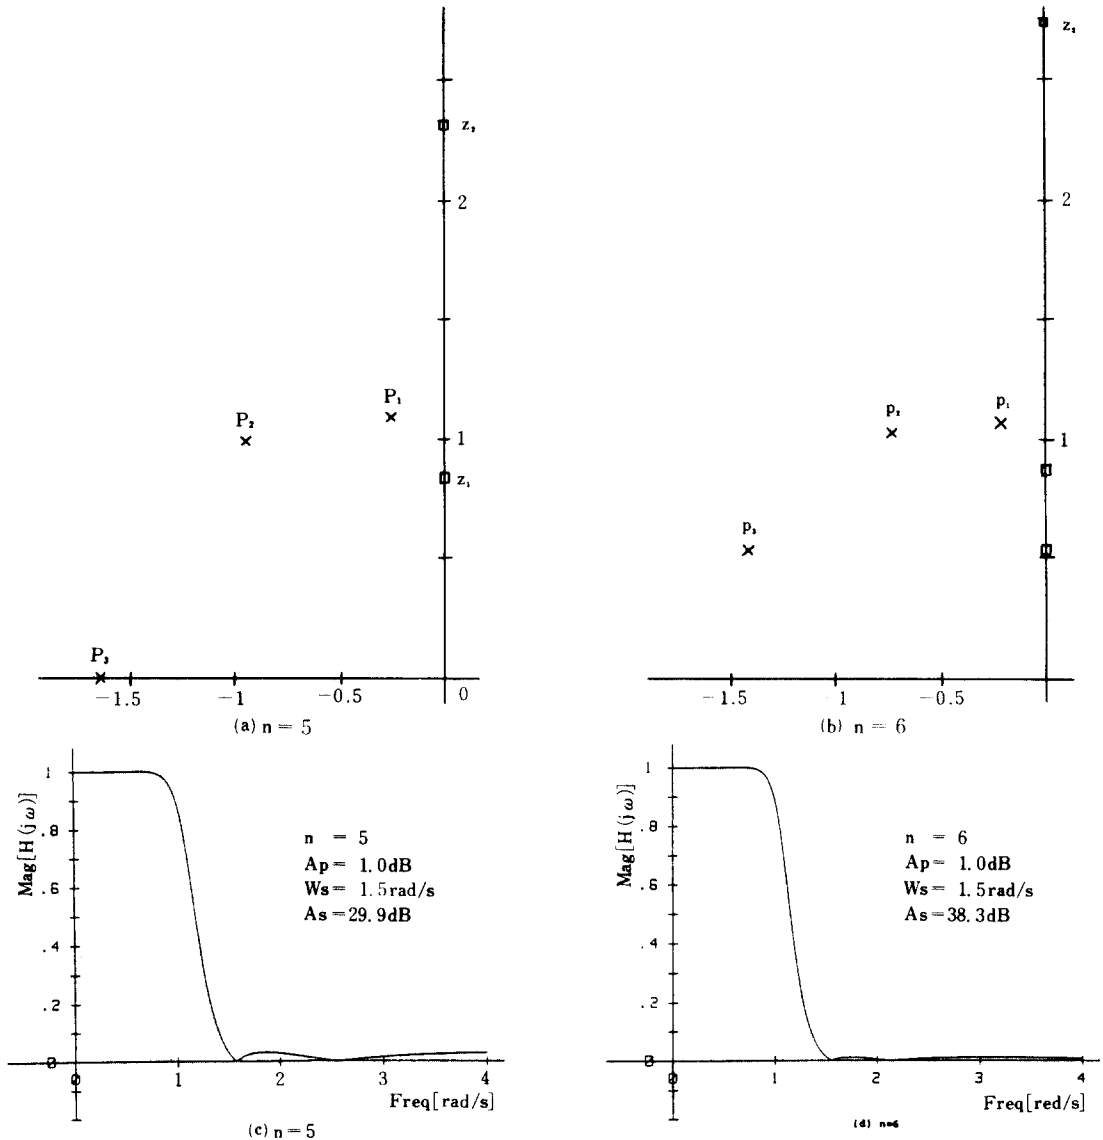 z₂
2
P₁
P₂
1
z₁
P₃
−1.5
−1
−0.5
0
(a) n = 5
z₃
2
p₁
p₂
1
p₃
−1.5
−1
−0.5
(b) n = 6
Mag[H(jω)]
1
.8
.6
.4
.2
0
n = 5
Ap = 1.0dB
Ws = 1.5rad/s
As = 29.9dB
0
1
2
3
4
Freq[rad/s]
(c) n = 5
Mag[H(jω)]
1
.8
.6
.4
.2
0
n = 6
Ap = 1.0dB
Ws = 1.5rad/s
As = 38.3dB
0
1
2
3
4
Freq[red/s]
(d) n=6